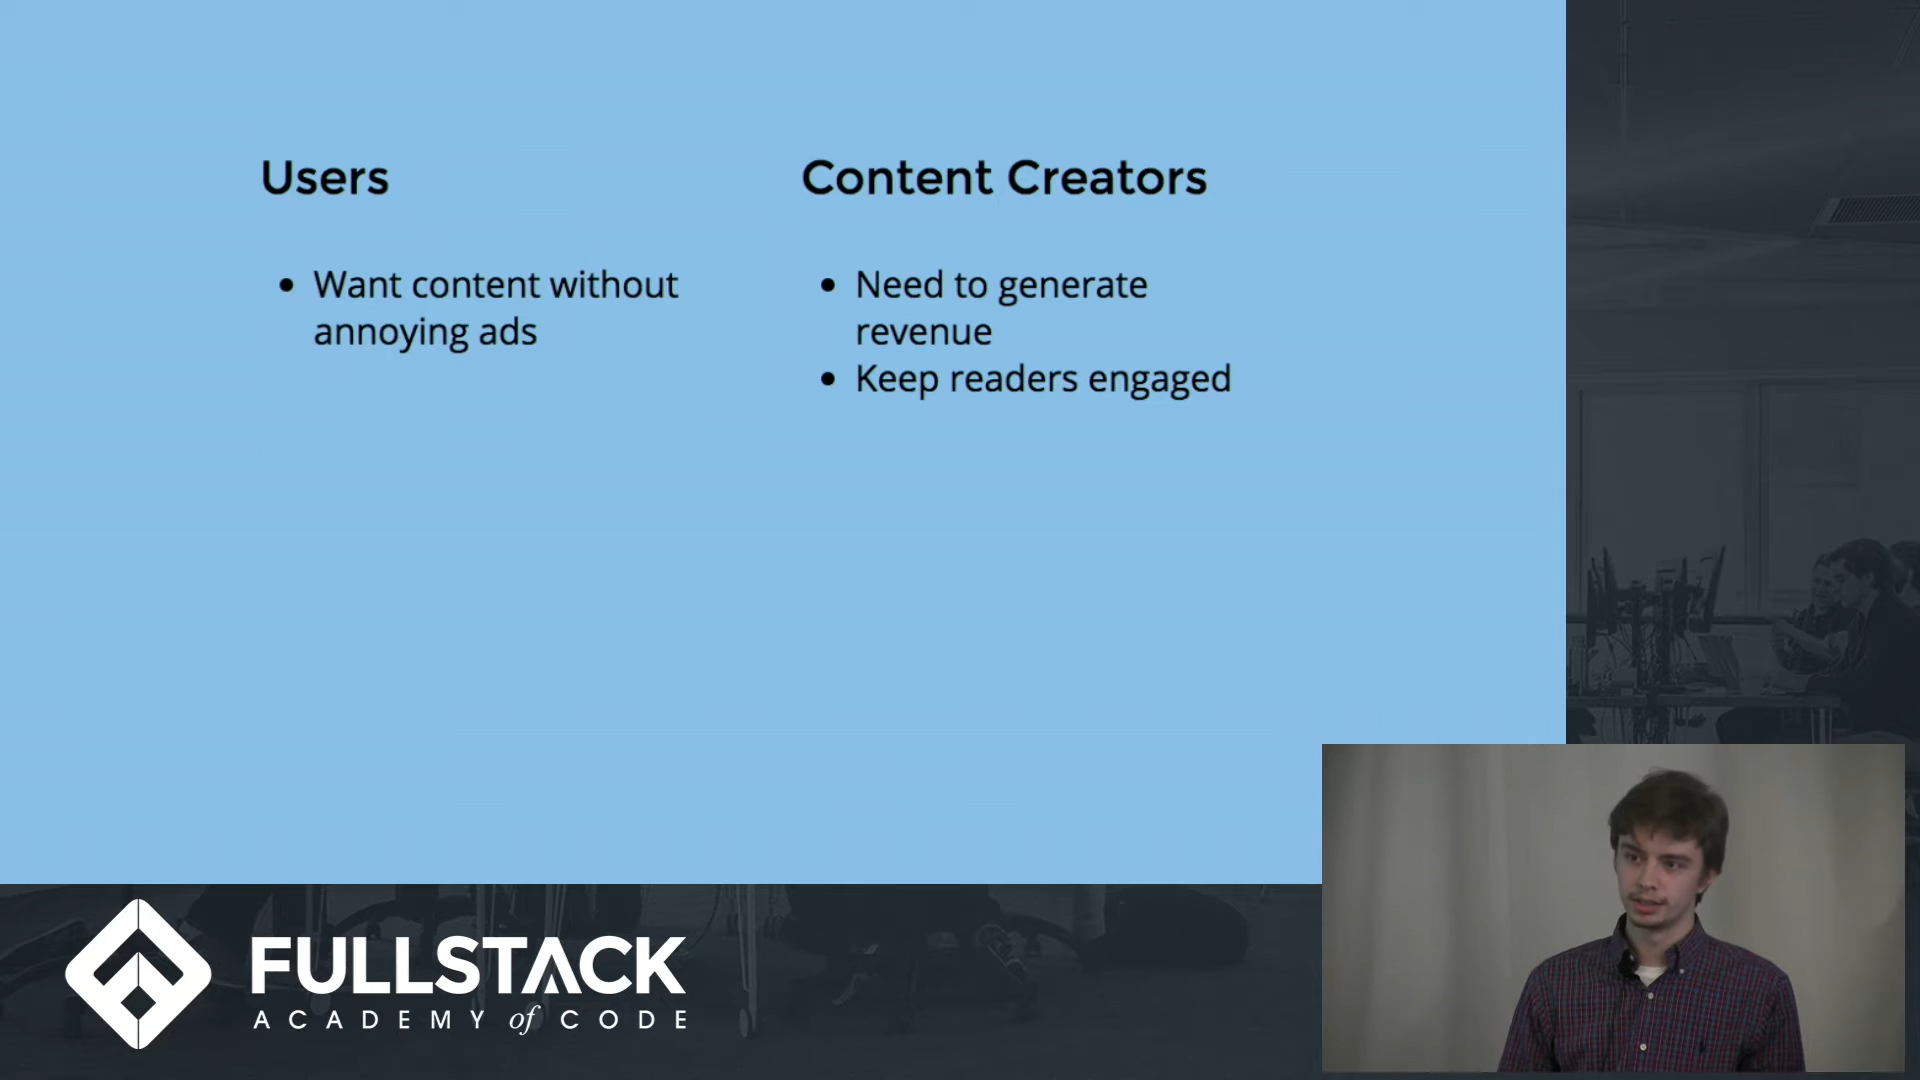 Users
Want content without
annoying ads
Content Creators
Need to generate
revenue
Keep readers engaged
FULLSTACK
ACADEMY of CODE